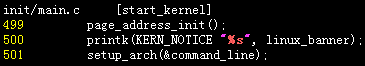 init/main.c [start_kernel]
499 page_address_init();
500 printk(KERN_NOTICE "%s", linux_banner);
501 setup_arch(&command_line);